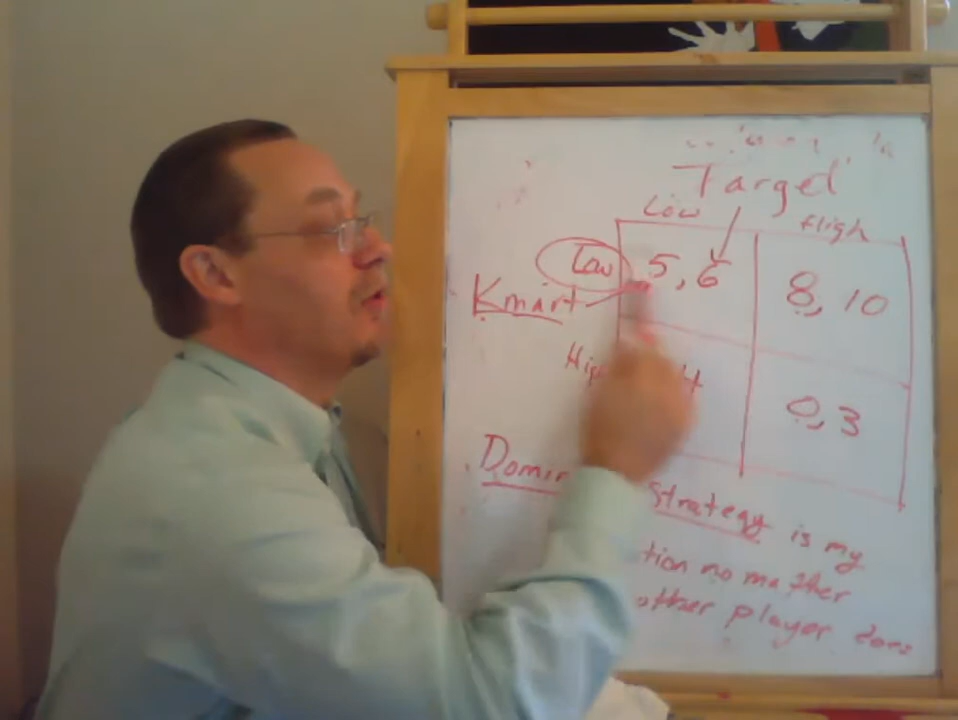 Target
Low High
Low 5, 6 8, 10
Kmart
4 0, 3
Strategy is my
no matter
other player does